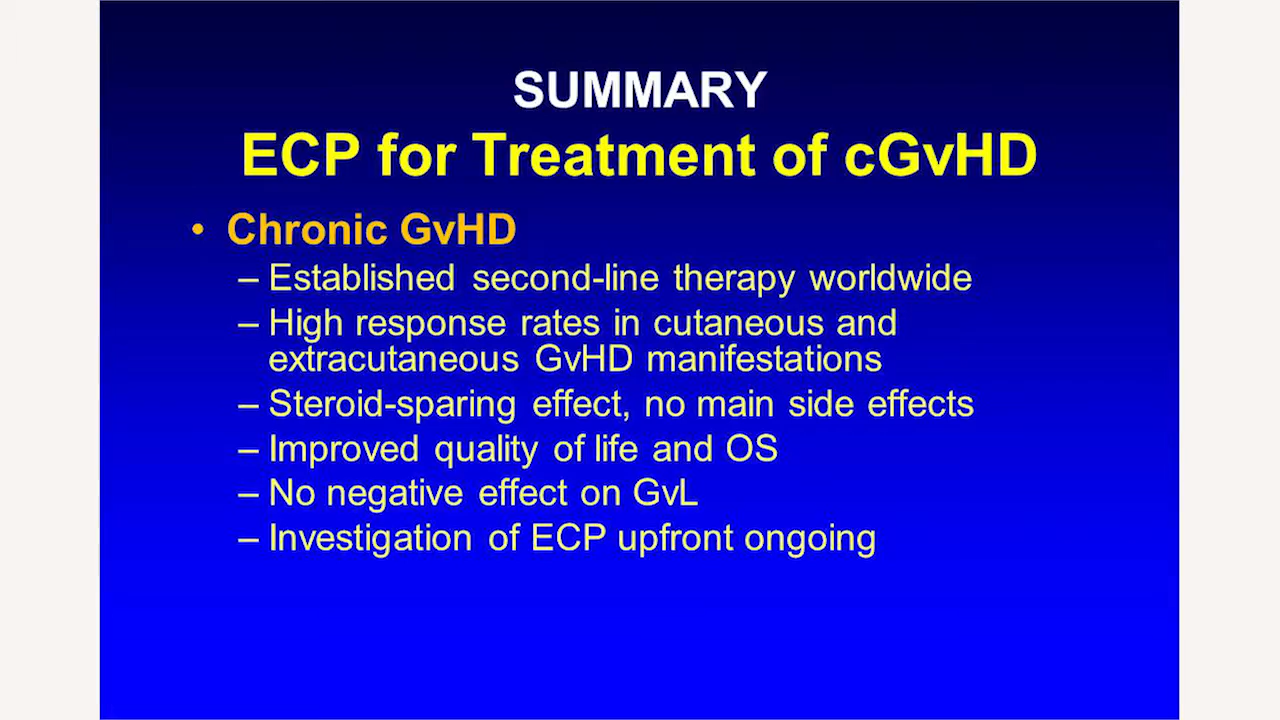 SUMMARY
ECP for Treatment of cGvHD
• Chronic GvHD
– Established second-line therapy worldwide
– High response rates in cutaneous and
extracutaneous GvHD manifestations
– Steroid-sparing effect, no main side effects
– Improved quality of life and OS
– No negative effect on GvL
– Investigation of ECP upfront ongoing